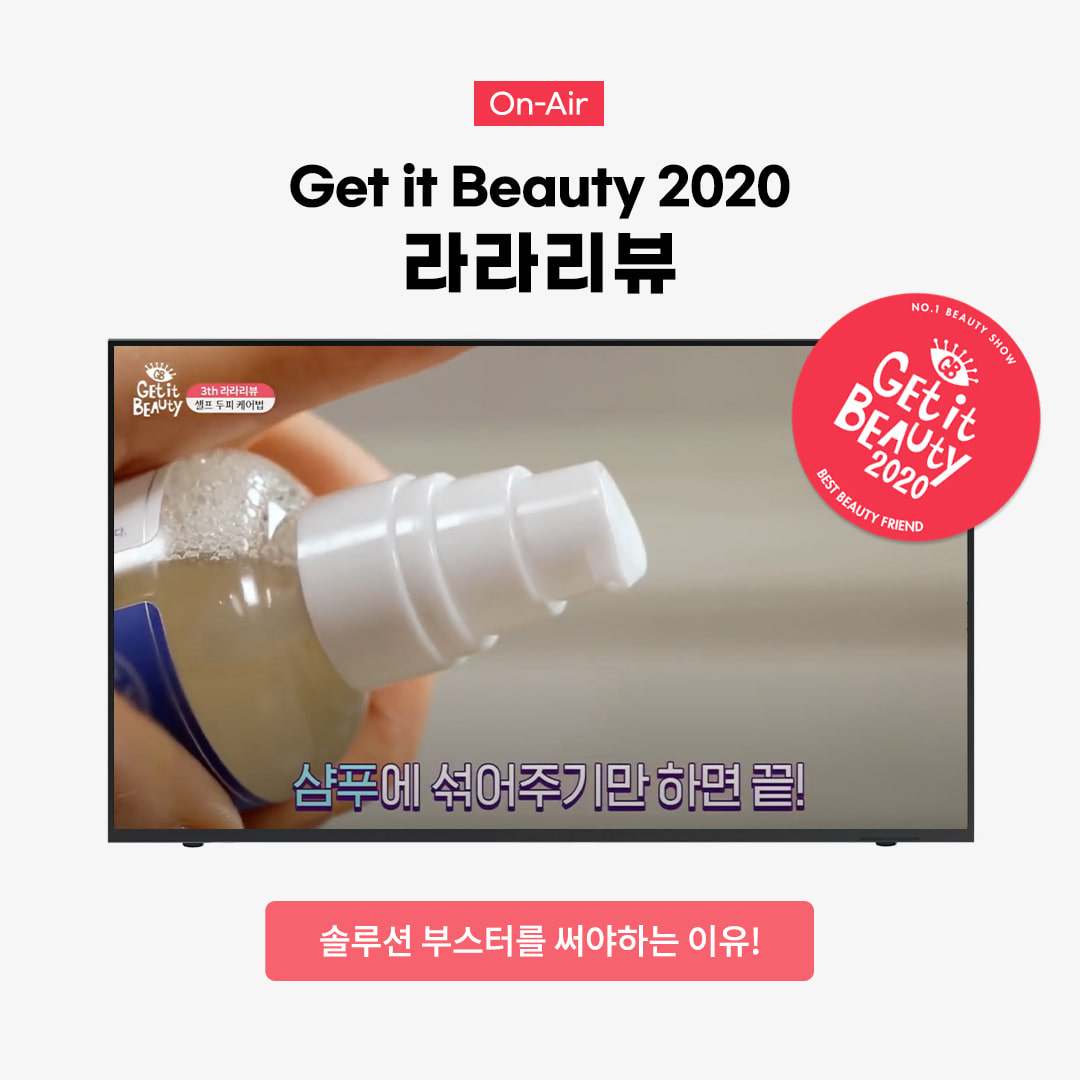 On-Air
Get it Beauty 2020
라라리뷰
NO.1 BEAUTY SHOW
GB
GEt it
BEAUty
2020
BEST BEAUTY FRIEND
GB
GEt it
BEAUty
3th 라라리뷰
셀프 두피 케어법
다.
샴푸에 섞어주기만 하면 끝!
솔루션 부스터를 써야하는 이유!